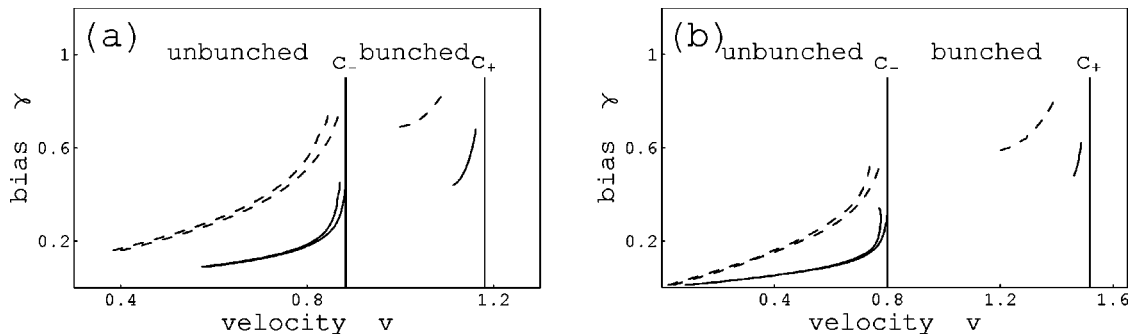 (a)
unbunched
bunched
c₋
c₊
1
0.6
0.2
bias γ
0.4
0.8
1.2
velocity v
(b)
unbunched
bunched
c₋
c₊
1
0.6
0.2
bias γ
0.4
0.8
1.2
1.6
velocity v